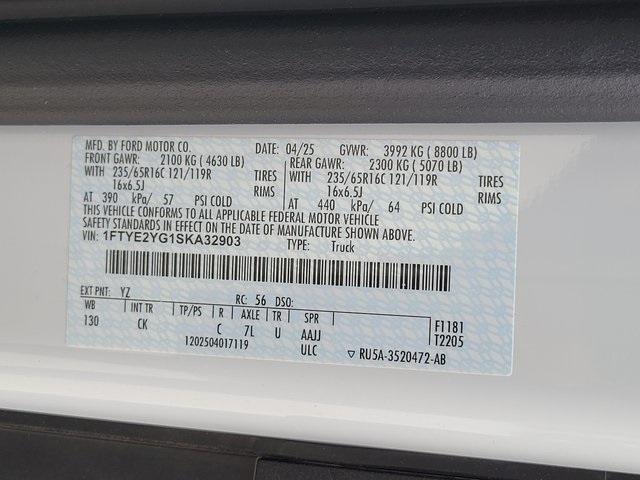 MFD. BY FORD MOTOR CO. DATE: 04/25 GVWR: 3992 KG ( 8800 LB)
FRONT GAWR: 2100 KG ( 4630 LB) REAR GAWR: 2300 KG ( 5070 LB)
WITH 235/65R16C 121/119R TIRES WITH 235/65R16C 121/119R TIRES
16x6.5J RIMS 16x6.5J RIMS
AT 390 kPa/ 57 PSI COLD AT 440 kPa/ 64 PSI COLD
THIS VEHICLE CONFORMS TO ALL APPLICABLE FEDERAL MOTOR VEHICLE
SAFETY STANDARDS IN EFFECT ON THE DATE OF MANUFACTURE SHOWN ABOVE.
VIN: 1FTYE2YG1SKA32903 TYPE: Truck
EXT PNT: YZ RC: 56 DSO:
WB INT TR TP/PS R AXLE TR SPR F1181
130 CK C 7L U AAJJ T2205
1202504017119 ULC ▽ RU5A-3520472-AB